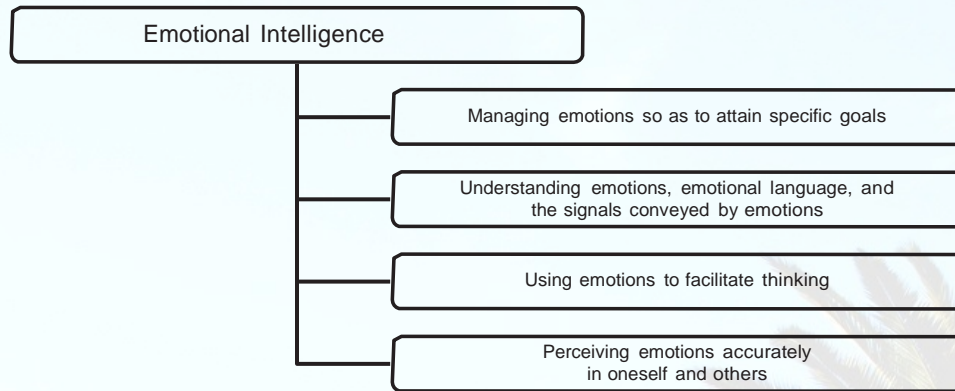 Emotional Intelligence
Managing emotions so as to attain specific goals
Understanding emotions, emotional language, and
the signals conveyed by emotions
Using emotions to facilitate thinking
Perceiving emotions accurately
in oneself and others